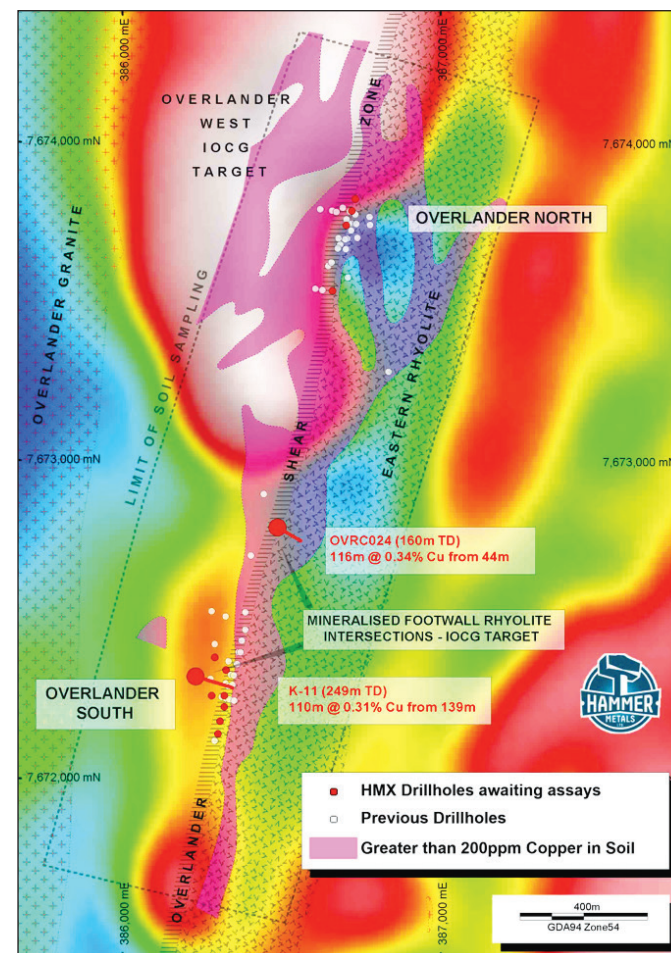 386,000 mE
387,000 mE
OVERLANDER
WEST
IOCG
TARGET
ZONE
7,674,000 mN
7,674,000 mN
OVERLANDER NORTH
OVERLANDER GRANITE
LIMIT OF SOIL SAMPLING
EASTERN RHYOLITE
SHEAR
7,673,000 mN
7,673,000 mN
OVRC024 (160m TD)
116m @ 0.34% Cu from 44m
MINERALISED FOOTWALL RHYOLITE
INTERSECTIONS - IOCG TARGET
OVERLANDER
SOUTH
K-11 (249m TD)
110m @ 0.31% Cu from 139m
HAMMER
METALS
7,672,000 mN
OVERLANDER
HMX Drillholes awaiting assays
Previous Drillholes
Greater than 200ppm Copper in Soil
386,000 mE
387,000 mE
400m
GDA94 Zone54